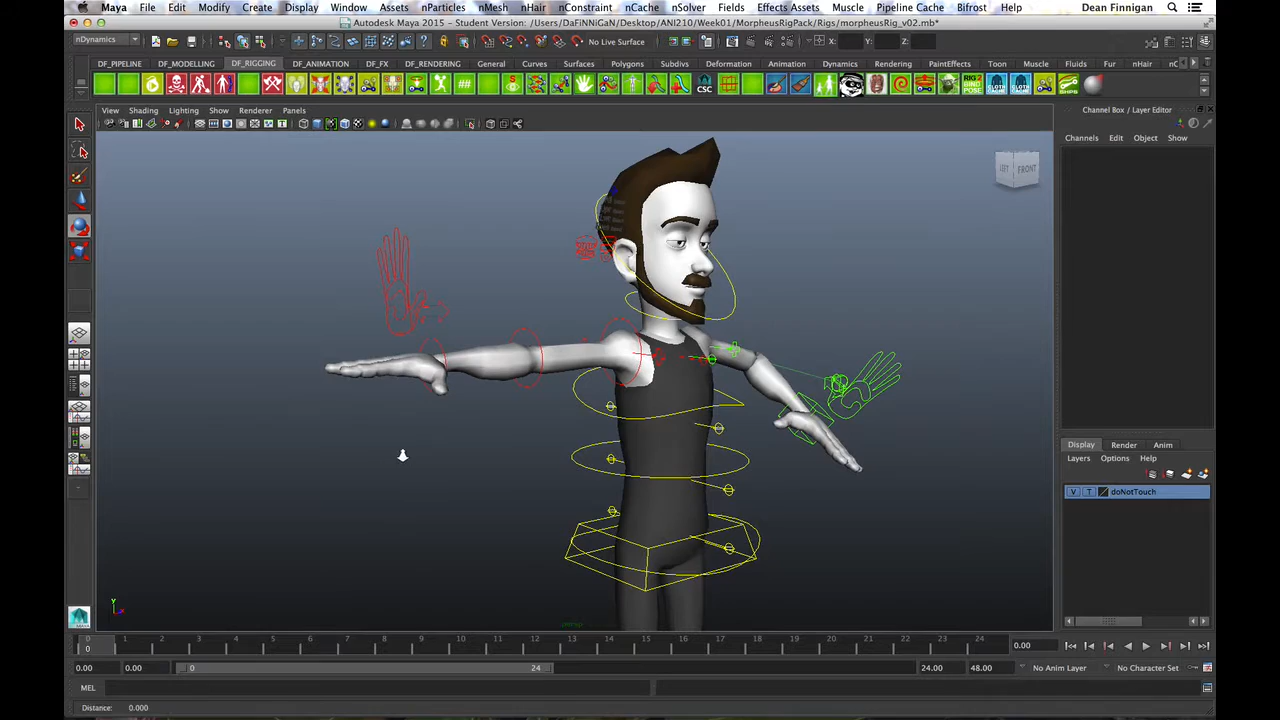 Maya File Edit Modify Create Display Window Assets nParticles nMesh nHair nConstraint nCache nSolver Fields Effects Assets Muscle Pipeline Cache Bifrost Help Dean Finnigan
Autodesk Maya 2015 - Student Version: /Users/DaFiNNiGaN/Desktop/ANI210/Week01/MorpheusRigPack/Rigs/morpheusRig_v02.mb*
nDynamics No Live Surface X: Y: Z:
DF_PIPELINE DF_MODELLING DF_RIGGING DF_ANIMATION DF_FX DF_RENDERING General Curves Surfaces Polygons Subdivs Deformation Animation Dynamics Rendering PaintEffects Toon Muscle Fluids Fur nHair nC
CSC
View Shading Lighting Show Renderer Panels
Channel Box / Layer Editor
Channels Edit Object Show
LEFT FRONT
Display Render Anim
Layers Options Help
V T doNotTouch
Y
persp
0 1 2 3 4 5 6 7 8 9 10 11 12 13 14 15 16 17 18 19 20 21 22 23 24
0 0.00
0.00 0.00 0 24 24.00 48.00 No Anim Layer No Character Set
MEL
Distance: 0.000